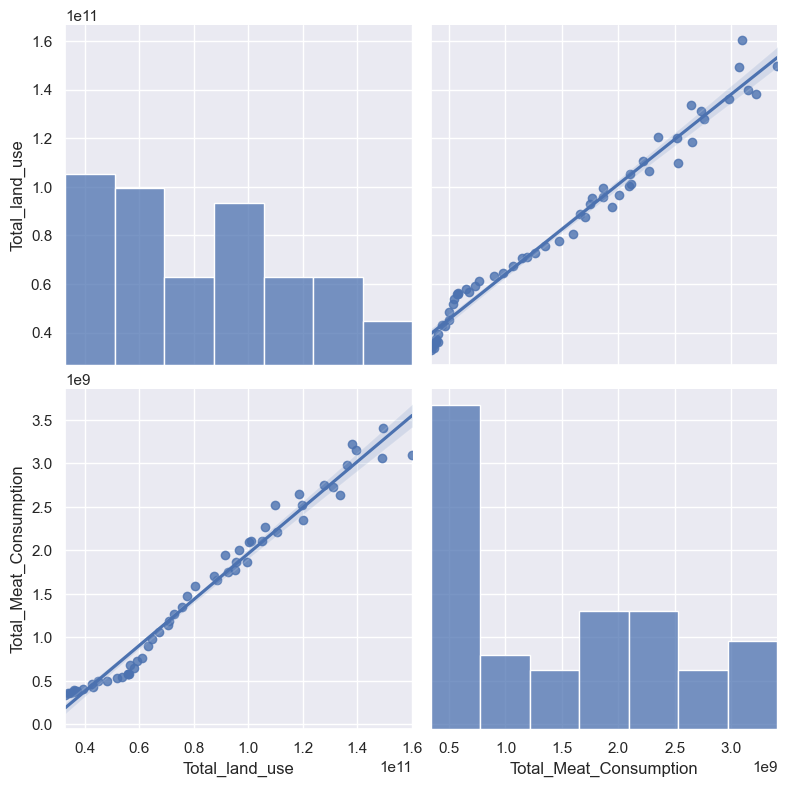 1e11
1.6
1.4
1.2
1.0
0.8
0.6
0.4
Total_land_use
1e9
3.5
3.0
2.5
2.0
1.5
1.0
0.5
0.0
Total_Meat_Consumption
0.4 0.6 0.8 1.0 1.2 1.4 1.6
Total_land_use 1e11
0.5 1.0 1.5 2.0 2.5 3.0
Total_Meat_Consumption 1e9